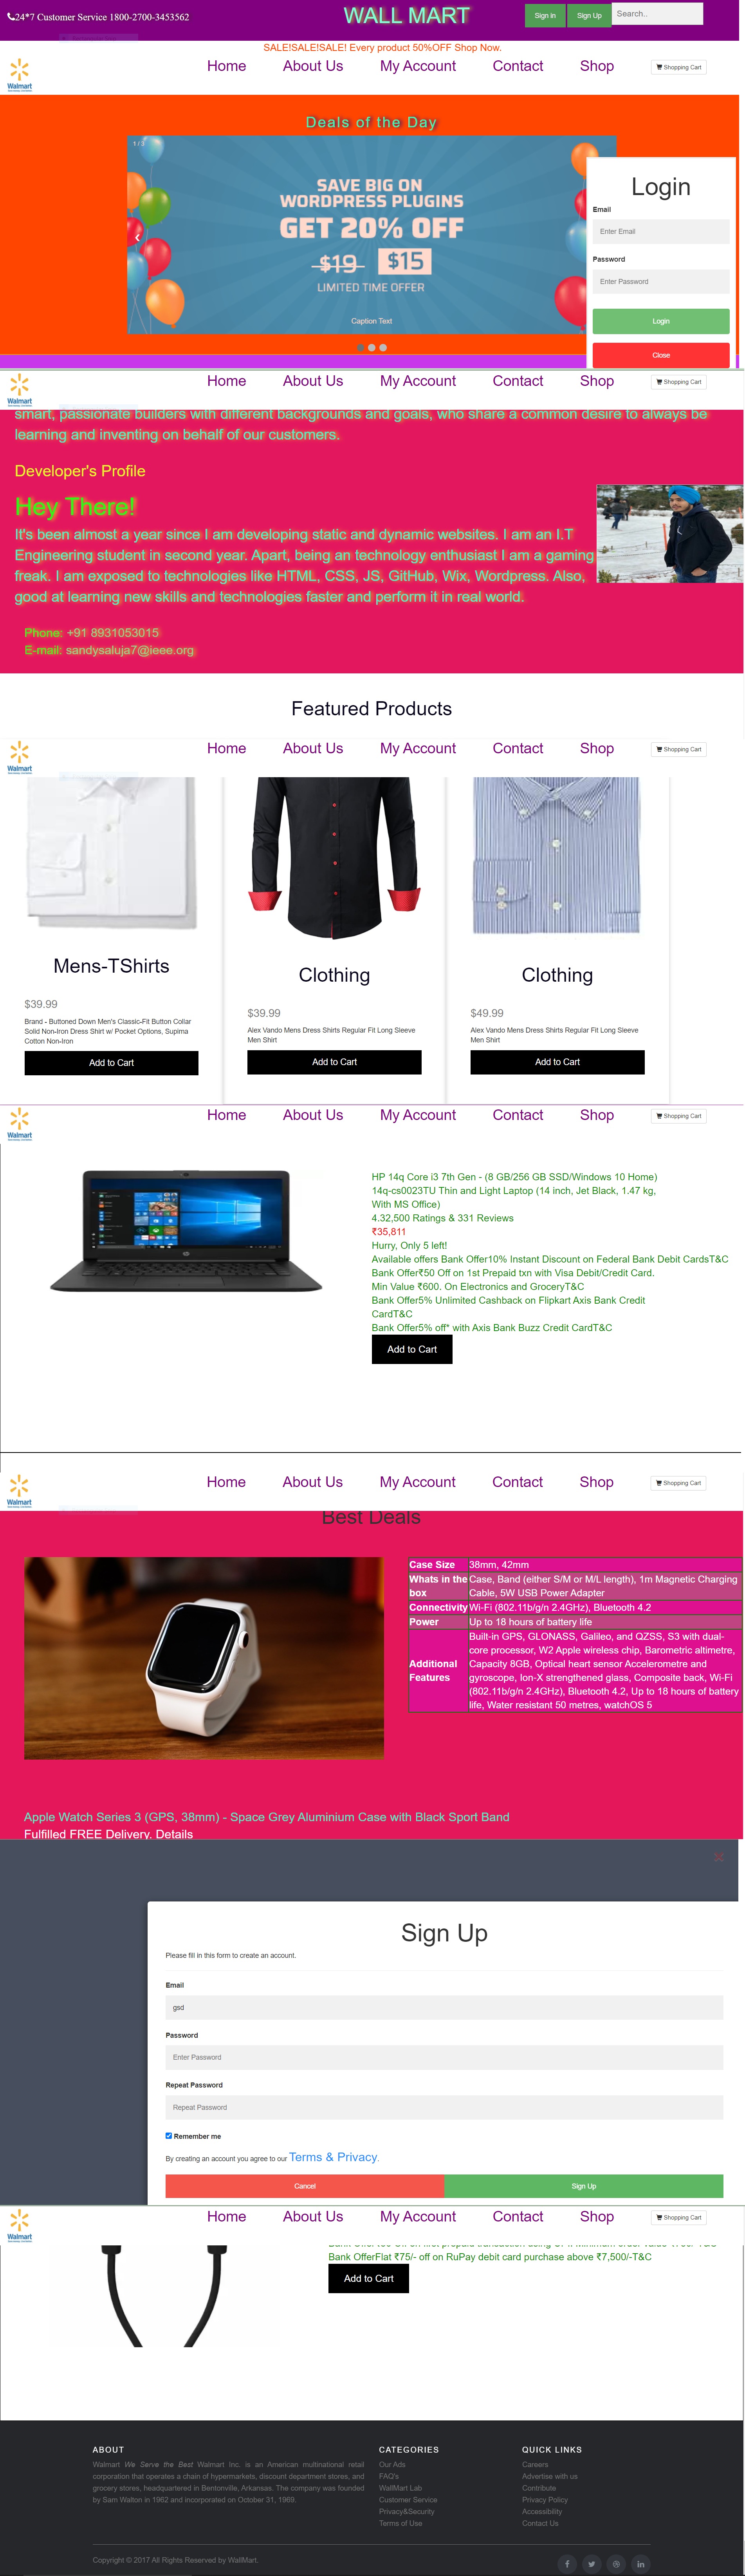 24*7 Customer Service 1800-2700-3453562
WALL MART
Sign In
Sign Up
Search..
SALE!SALE!SALE! Every product 50%OFF Shop Now.
Walmart
Home
About Us
My Account
Contact
Shop
Shopping Cart
Deals of the Day
1 / 3
SAVE BIG ON
WORDPRESS PLUGINS
GET 20% OFF
$19 $15
LIMITED TIME OFFER
Caption Text
Login
Email
Enter Email
Password
Enter Password
Login
Close
Walmart
Home
About Us
My Account
Contact
Shop
Shopping Cart
smart, passionate builders with different backgrounds and goals, who share a common desire to always be
learning and inventing on behalf of our customers.
Developer's Profile
Hey There!
It's been almost a year since I am developing static and dynamic websites. I am an I.T
Engineering student in second year. Apart, being an technology enthusiast I am a gaming
freak. I am exposed to technologies like HTML, CSS, JS, GitHub, Wix, Wordpress. Also,
good at learning new skills and technologies faster and perform it in real world.
Phone: +91 8931053015
E-mail: sandysaluja7@ieee.org
Featured Products
Walmart
Home
About Us
My Account
Contact
Shop
Shopping Cart
Mens-TShirts
$39.99
Brand - Buttoned Down Men's Classic-Fit Button Collar
Solid Non-Iron Dress Shirt w/ Pocket Options, Supima
Cotton Non-Iron
Add to Cart
Clothing
$39.99
Alex Vando Mens Dress Shirts Regular Fit Long Sleeve
Men Shirt
Add to Cart
Clothing
$49.99
Alex Vando Mens Dress Shirts Regular Fit Long Sleeve
Men Shirt
Add to Cart
Walmart
Home
About Us
My Account
Contact
Shop
Shopping Cart
HP 14q Core i3 7th Gen - (8 GB/256 GB SSD/Windows 10 Home)
14q-cs0023TU Thin and Light Laptop (14 inch, Jet Black, 1.47 kg,
With MS Office)
4.32,500 Ratings & 331 Reviews
₹35,811
Hurry, Only 5 left!
Available offers Bank Offer10% Instant Discount on Federal Bank Debit CardsT&C
Bank Offer₹50 Off on 1st Prepaid txn with Visa Debit/Credit Card.
Min Value ₹600. On Electronics and GroceryT&C
Bank Offer5% Unlimited Cashback on Flipkart Axis Bank Credit
CardT&C
Bank Offer5% off* with Axis Bank Buzz Credit CardT&C
Add to Cart
Walmart
Home
About Us
My Account
Contact
Shop
Shopping Cart
Best Deals
Case Size 38mm, 42mm
Whats in the box Case, Band (either S/M or M/L length), 1m Magnetic Charging
Cable, 5W USB Power Adapter
Connectivity Wi-Fi (802.11b/g/n 2.4GHz), Bluetooth 4.2
Power Up to 18 hours of battery life
Additional Features Built-in GPS, GLONASS, Galileo, and QZSS, S3 with dual-
core processor, W2 Apple wireless chip, Barometric altimetre,
Capacity 8GB, Optical heart sensor Accelerometre and
gyroscope, Ion-X strengthened glass, Composite back, Wi-Fi
(802.11b/g/n 2.4GHz), Bluetooth 4.2, Up to 18 hours of battery
life, Water resistant 50 metres, watchOS 5
Apple Watch Series 3 (GPS, 38mm) - Space Grey Aluminium Case with Black Sport Band
Fulfilled FREE Delivery. Details
Sign Up
Please fill in this form to create an account.
Email
gsd
Password
Enter Password
Repeat Password
Repeat Password
Remember me
By creating an account you agree to our Terms & Privacy.
Cancel
Sign Up
Walmart
Home
About Us
My Account
Contact
Shop
Shopping Cart
Bank OfferFlat ₹75/- off on RuPay debit card purchase above ₹7,500/-T&C
Add to Cart
ABOUT
Walmart We Serve the Best Walmart Inc. is an American multinational retail
corporation that operates a chain of hypermarkets, discount department stores, and
grocery stores, headquartered in Bentonville, Arkansas. The company was founded
by Sam Walton in 1962 and incorporated on October 31, 1969.
CATEGORIES
Our Ads
FAQ's
WallMart Lab
Customer Service
Privacy&Security
Terms of Use
QUICK LINKS
Careers
Advertise with us
Contribute
Privacy Policy
Accessibility
Contact Us
Copyright © 2017 All Rights Reserved by WallMart.